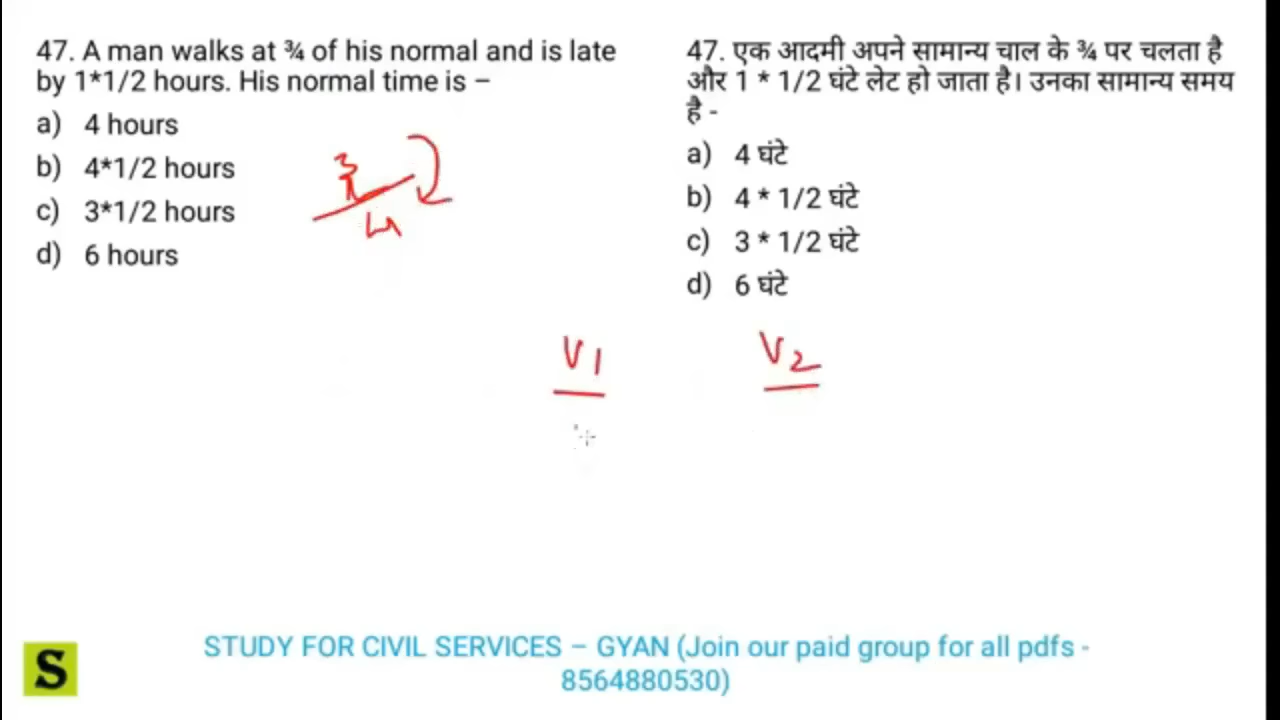 47. A man walks at ¾ of his normal and is late
by 1*1/2 hours. His normal time is –
a) 4 hours
b) 4*1/2 hours
c) 3*1/2 hours
d) 6 hours
3
4
47. एक आदमी अपने सामान्य चाल के ¾ पर चलता है
और 1 * 1/2 घंटे लेट हो जाता है। उनका सामान्य समय
है -
a) 4 घंटे
b) 4 * 1/2 घंटे
c) 3 * 1/2 घंटे
d) 6 घंटे
V1 V2
STUDY FOR CIVIL SERVICES – GYAN (Join our paid group for all pdfs -
8564880530)
S